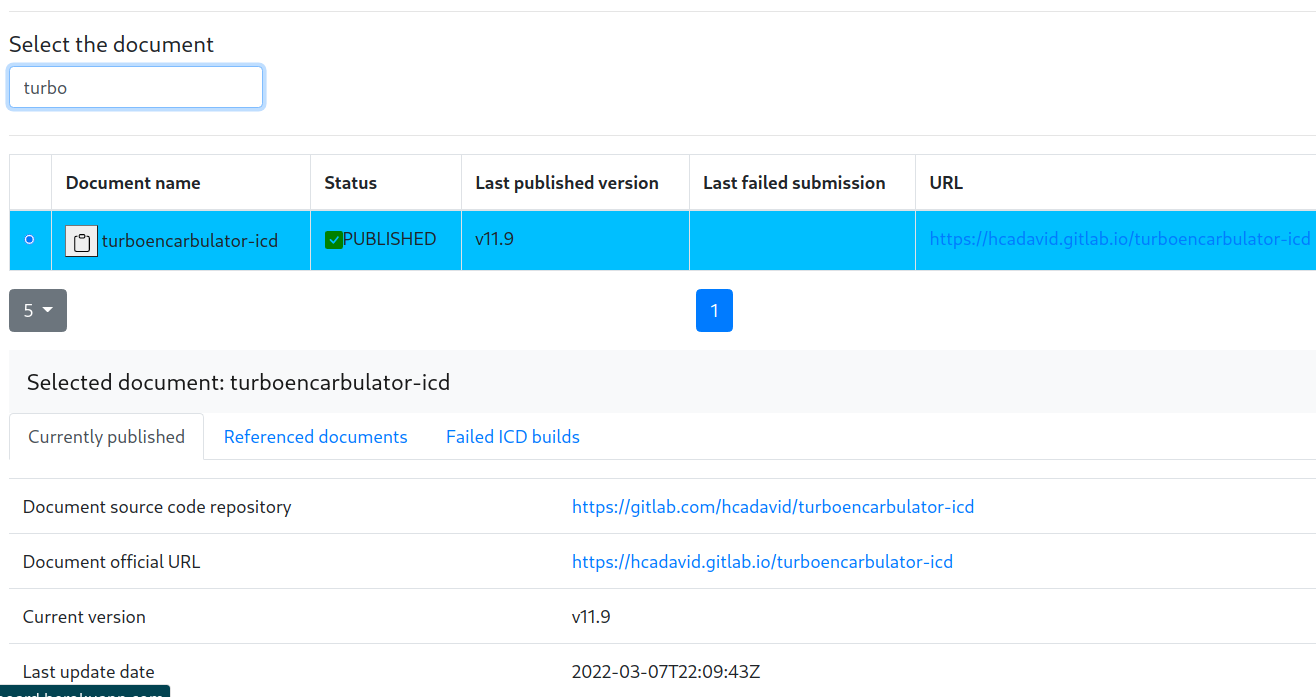 Select the document
turbo
Document name Status Last published version Last failed submission URL
turboencarbulator-icd PUBLISHED v11.9 https://hcadavid.gitlab.io/turboencarbulator-icd
5 1
Selected document: turboencarbulator-icd
Currently published Referenced documents Failed ICD builds
Document source code repository https://gitlab.com/hcadavid/turboencarbulator-icd
Document official URL https://hcadavid.gitlab.io/turboencarbulator-icd
Current version v11.9
Last update date 2022-03-07T22:09:43Z